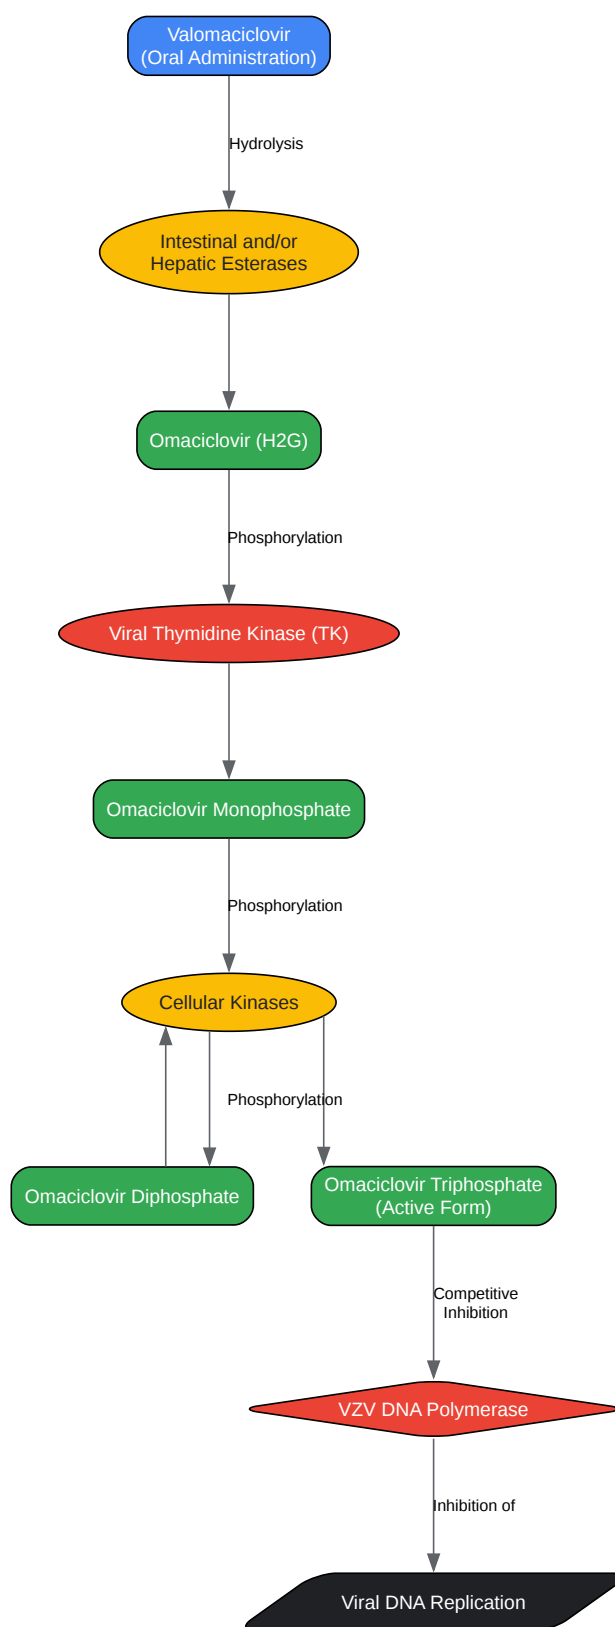 Valomaciclovir
(Oral Administration)
Hydrolysis
Intestinal and/or
Hepatic Esterases
Omaciclovir (H2G)
Phosphorylation
Viral Thymidine Kinase (TK)
Omaciclovir Monophosphate
Phosphorylation
Cellular Kinases
Phosphorylation
Omaciclovir Diphosphate
Omaciclovir Triphosphate
(Active Form)
Competitive
Inhibition
VZV DNA Polymerase
Inhibition of
Viral DNA Replication